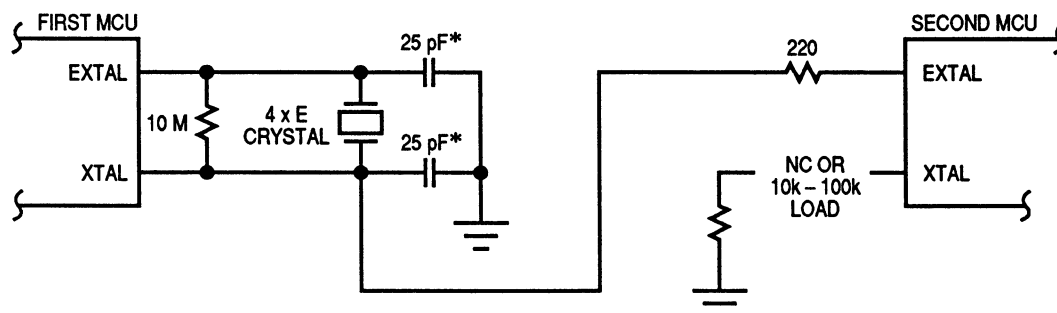 FIRST MCU
SECOND MCU
25 pF*
220
EXTAL
EXTAL
10 M
4 x E
CRYSTAL
25 pF*
XTAL
NC OR
10k – 100k
LOAD
XTAL